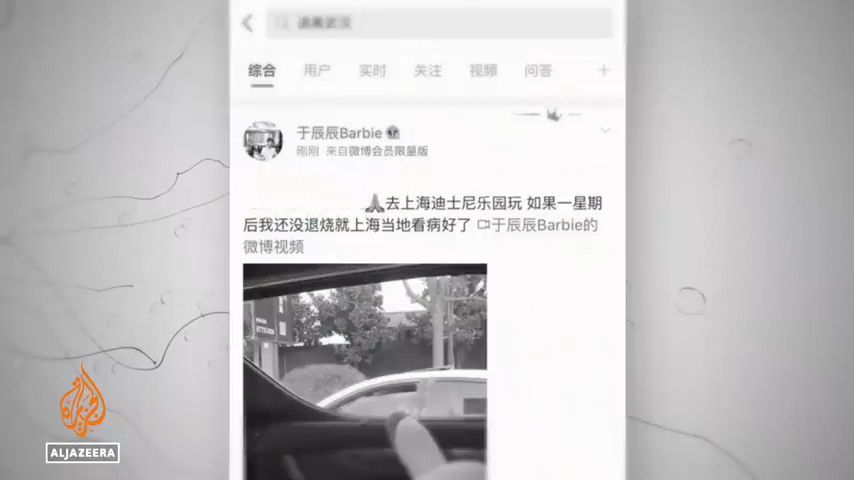 综合 用户 实时 关注 视频 问答 +
于辰辰Barbie
刚刚 来自微博会员限量版
去上海迪士尼乐园玩 如果一星期
后我还没退烧就上海当地看病好了 于辰辰Barbie的
微博视频
ALJAZEERA